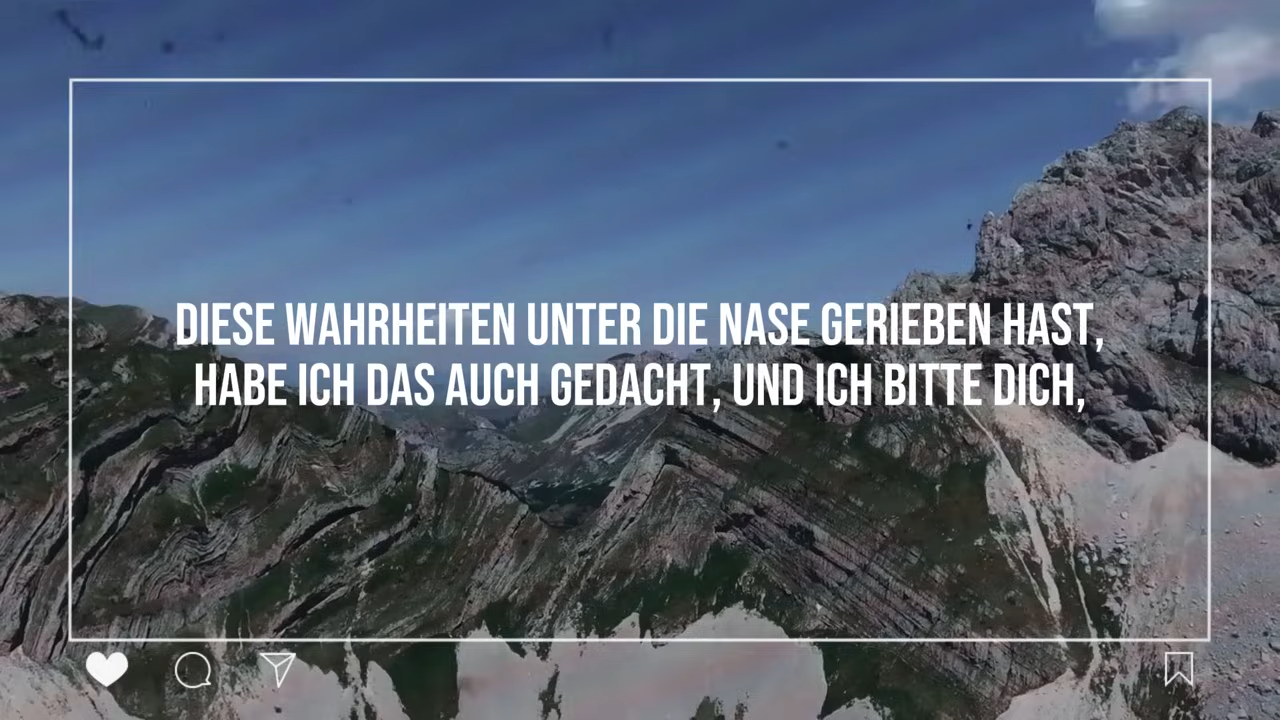 DIESE WAHRHEITEN UNTER DIE NASE GERIEBEN HAST,
HABE ICH DAS AUCH GEDACHT, UND ICH BITTE DICH,